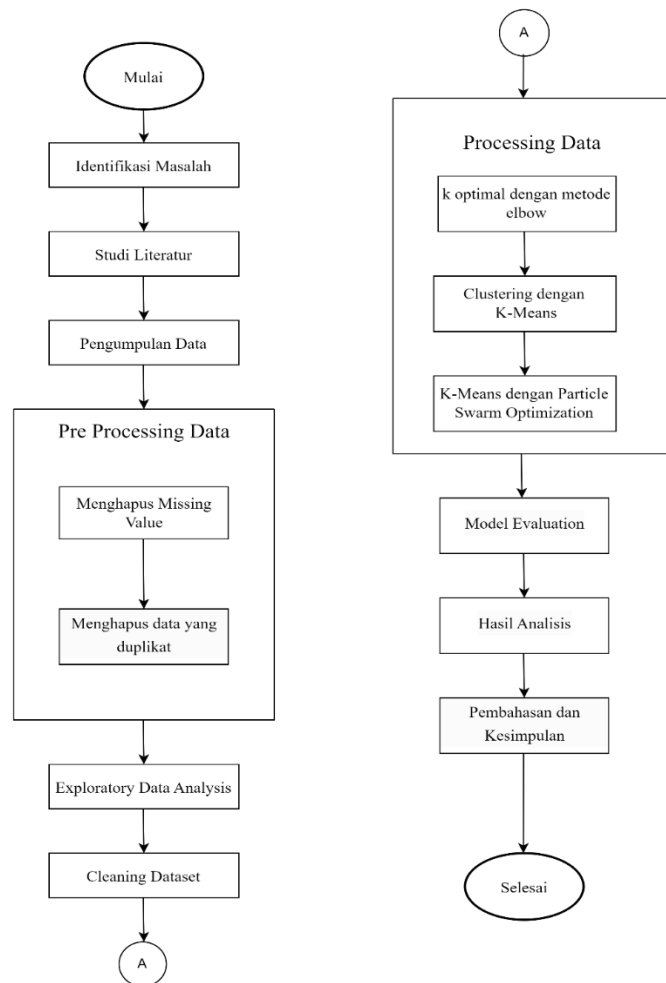 Mulai
Identifikasi Masalah
Studi Literatur
Pengumpulan Data
Pre Processing Data
Menghapus Missing
Value
Menghapus data yang
duplikat
Exploratory Data Analysis
Cleaning Dataset
A
A
Processing Data
k optimal dengan metode
elbow
Clustering dengan
K-Means
K-Means dengan Particle
Swarm Optimization
Model Evaluation
Hasil Analisis
Pembahasan dan
Kesimpulan
Selesai